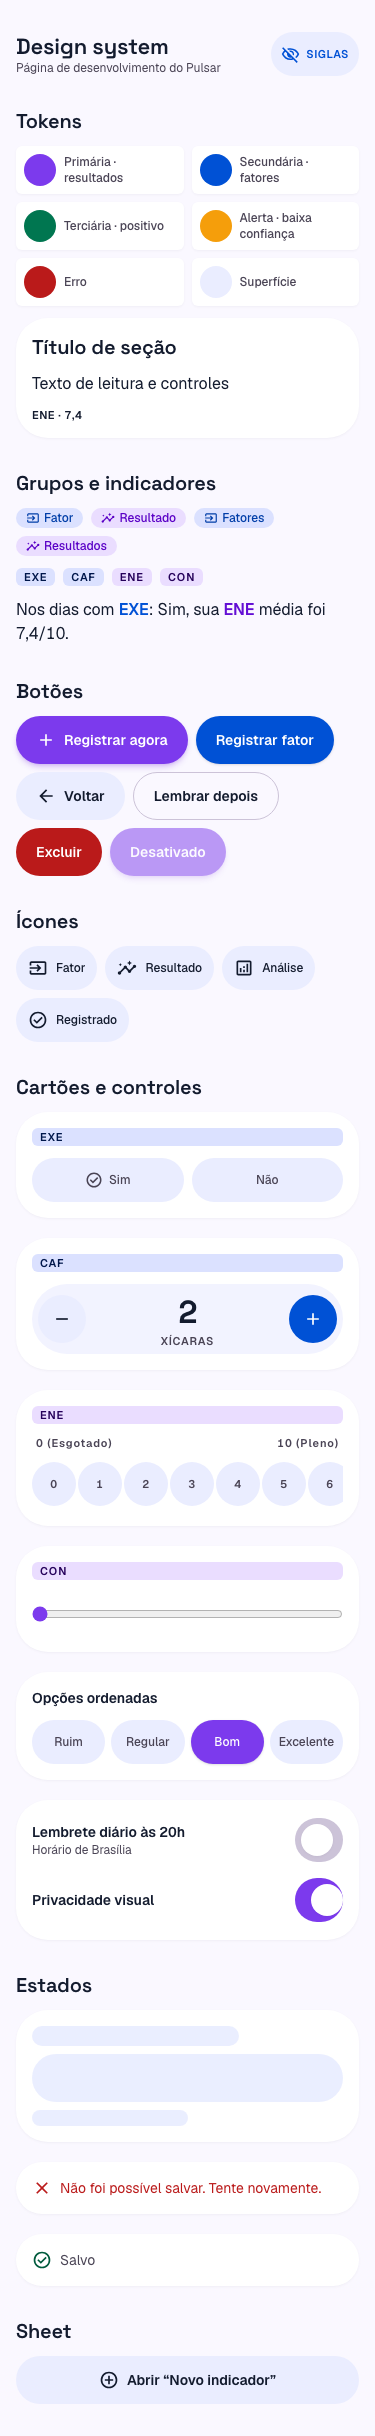 Design system
Página de desenvolvimento do Pulsar
SIGLAS
Tokens
Primária ·
resultados
Secundária ·
fatores
Terciária · positivo
Alerta · baixa
confiança
Erro
Superfície
Título de seção
Texto de leitura e controles
ENE · 7,4
Grupos e indicadores
Fator
Resultado
Fatores
Resultados
EXE
CAF
ENE
CON
Nos dias com EXE: Sim, sua ENE média foi
7,4/10.
Botões
Registrar agora
Registrar fator
Voltar
Lembrar depois
Excluir
Desativado
Ícones
Fator
Resultado
Análise
Registrado
Cartões e controles
EXE
Sim
Não
CAF
2
XÍCARAS
ENE
0 (Esgotado)
10 (Pleno)
0
1
2
3
4
5
6
CON
Opções ordenadas
Ruim
Regular
Bom
Excelente
Lembrete diário às 20h
Horário de Brasília
Privacidade visual
Estados
Não foi possível salvar. Tente novamente.
Salvo
Sheet
Abrir “Novo indicador”